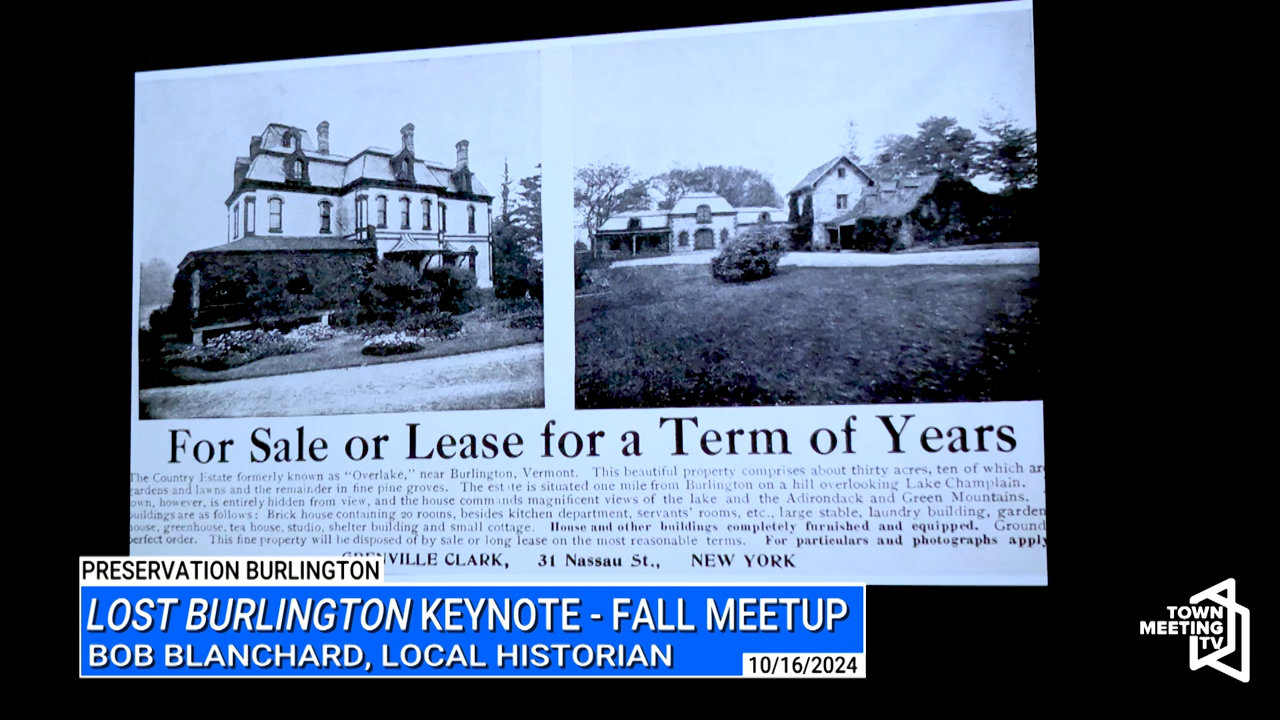 For Sale or Lease for a Term of Years
The Country Estate formerly known as "Overlake," near Burlington, Vermont. This beautiful property comprises about thirty acres, ten of which are
gardens and lawns and the remainder in fine pine groves. The estate is situated one mile from Burlington on a hill overlooking Lake Champlain.
own, however, is entirely hidden from view, and the house commands magnificent views of the lake and the Adirondack and Green Mountains.
buildings are as follows: Brick house containing 20 rooms, besides kitchen department, servants' rooms, etc., large stable, laundry building, garden
house, greenhouse, tea house, studio, shelter building and small cottage. House and other buildings completely furnished and equipped. Ground
perfect order. This fine property will be disposed of by sale or long lease on the most reasonable terms. For particulars and photographs apply
GRENVILLE CLARK, 31 Nassau St., NEW YORK
PRESERVATION BURLINGTON
LOST BURLINGTON KEYNOTE - FALL MEETUP
BOB BLANCHARD, LOCAL HISTORIAN
10/16/2024
TOWN
MEETING
TV